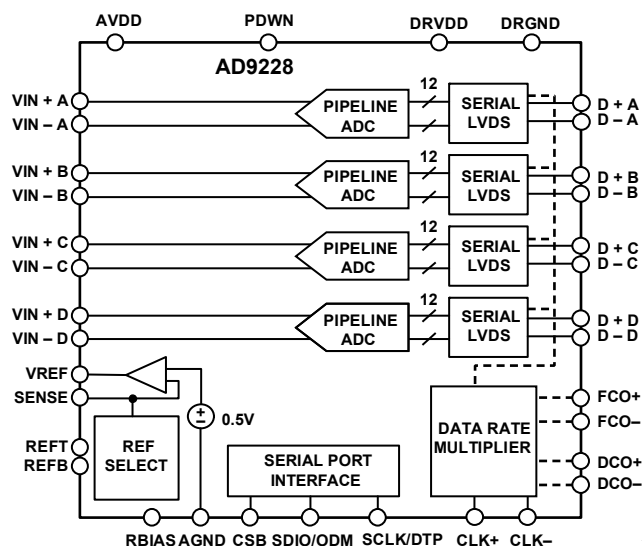 AVDD PDWN DRVDD DRGND
AD9228
VIN + A
VIN – A
PIPELINE
ADC
12
SERIAL
LVDS
D + A
D – A
VIN + B
VIN – B
PIPELINE
ADC
12
SERIAL
LVDS
D + B
D – B
VIN + C
VIN – C
PIPELINE
ADC
12
SERIAL
LVDS
D + C
D – C
VIN + D
VIN – D
PIPELINE
ADC
12
SERIAL
LVDS
D + D
D – D
VREF
SENSE
REFT
REFB
REF
SELECT
+
–
0.5V
SERIAL PORT
INTERFACE
DATA RATE
MULTIPLIER
FCO+
FCO–
DCO+
DCO–
RBIAS AGND CSB SDIO/ODM SCLK/DTP CLK+ CLK–